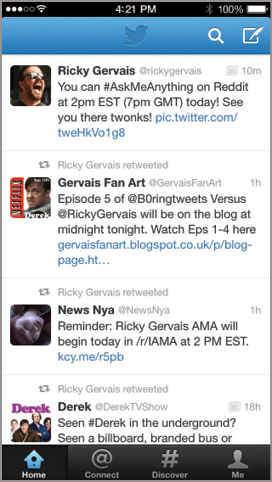 4:21 PM 100%
Ricky Gervais @rickygervais 10m
You can #AskMeAnything on Reddit
at 2pm EST (7pm GMT) today! See
you there twonks! pic.twitter.com/
tweHkVo1g8
Ricky Gervais retweeted
Gervais Fan Art @GervaisFanArt 1h
Episode 5 of @B0ringtweets Versus
@RickyGervais will be on the blog at
midnight tonight. Watch Eps 1-4 here
gervaisfanart.blogspot.co.uk/p/blog-
page.ht…
NETFLIX
Derek
Ricky Gervais retweeted
News Nya @NewsNya 1h
Reminder: Ricky Gervais AMA will
begin today in /r/IAMA at 2 PM EST.
kcy.me/r5pb
Ricky Gervais retweeted
Derek @DerekTVShow 18h
Seen #Derek in the underground?
Seen a billboard, branded bus or
Derek
Home Connect Discover Me